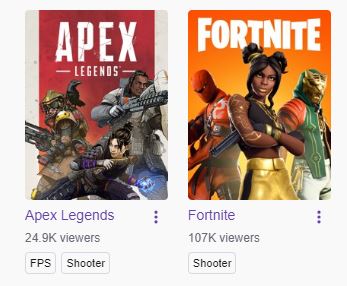 APEX
LEGENDS
FORTNITE
Apex Legends
24.9K viewers
FPS
Shooter
Fortnite
107K viewers
Shooter